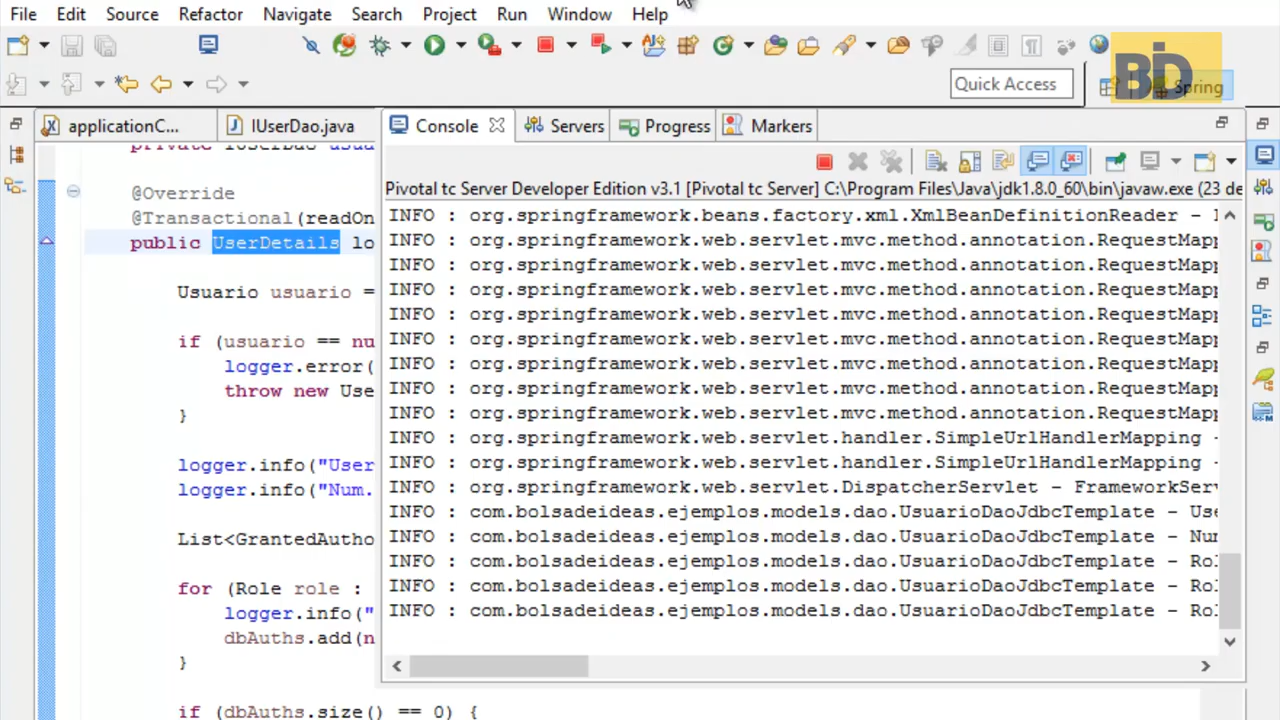 File Edit Source Refactor Navigate Search Project Run Window Help
BID
Quick Access
Spring
applicationC... IUserDao.java Console Servers Progress Markers
@Override
@Transactional(readOn
public UserDetails lo
Usuario usuario =
if (usuario == nu
logger.error(
throw new Use
}
logger.info("User
logger.info("Num.
List<GrantedAutho
for (Role role :
logger.info("
dbAuths.add(n
}
if (dbAuths.size() == 0) {
Pivotal tc Server Developer Edition v3.1 [Pivotal tc Server] C:\Program Files\Java\jdk1.8.0_60\bin\javaw.exe (23 de
INFO : org.springframework.beans.factory.xml.XmlBeanDefinitionReader -
INFO : org.springframework.web.servlet.mvc.method.annotation.RequestMapp
INFO : org.springframework.web.servlet.mvc.method.annotation.RequestMapp
INFO : org.springframework.web.servlet.mvc.method.annotation.RequestMapp
INFO : org.springframework.web.servlet.mvc.method.annotation.RequestMapp
INFO : org.springframework.web.servlet.mvc.method.annotation.RequestMapp
INFO : org.springframework.web.servlet.mvc.method.annotation.RequestMapp
INFO : org.springframework.web.servlet.mvc.method.annotation.RequestMapp
INFO : org.springframework.web.servlet.mvc.method.annotation.RequestMapp
INFO : org.springframework.web.servlet.handler.SimpleUrlHandlerMapping -
INFO : org.springframework.web.servlet.handler.SimpleUrlHandlerMapping -
INFO : org.springframework.web.servlet.DispatcherServlet - FrameworkServ
INFO : com.bolsadeideas.ejemplos.models.dao.UsuarioDaoJdbcTemplate - Use
INFO : com.bolsadeideas.ejemplos.models.dao.UsuarioDaoJdbcTemplate - Num
INFO : com.bolsadeideas.ejemplos.models.dao.UsuarioDaoJdbcTemplate - Rol
INFO : com.bolsadeideas.ejemplos.models.dao.UsuarioDaoJdbcTemplate - Rol
INFO : com.bolsadeideas.ejemplos.models.dao.UsuarioDaoJdbcTemplate - Rol